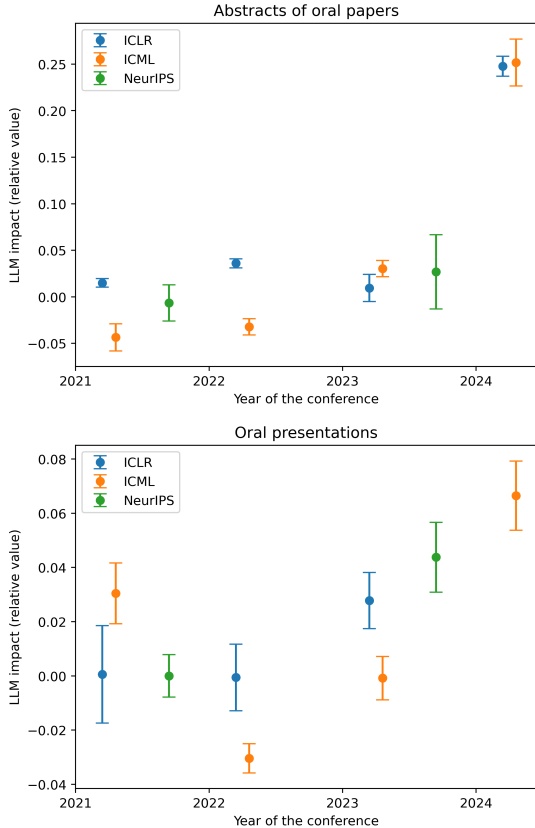 Abstracts of oral papers
ICLR
ICML
NeurIPS
LLM impact (relative value)
0.25
0.20
0.15
0.10
0.05
0.00
−0.05
2021
2022
2023
2024
Year of the conference
Oral presentations
ICLR
ICML
NeurIPS
LLM impact (relative value)
0.08
0.06
0.04
0.02
0.00
−0.02
−0.04
2021
2022
2023
2024
Year of the conference